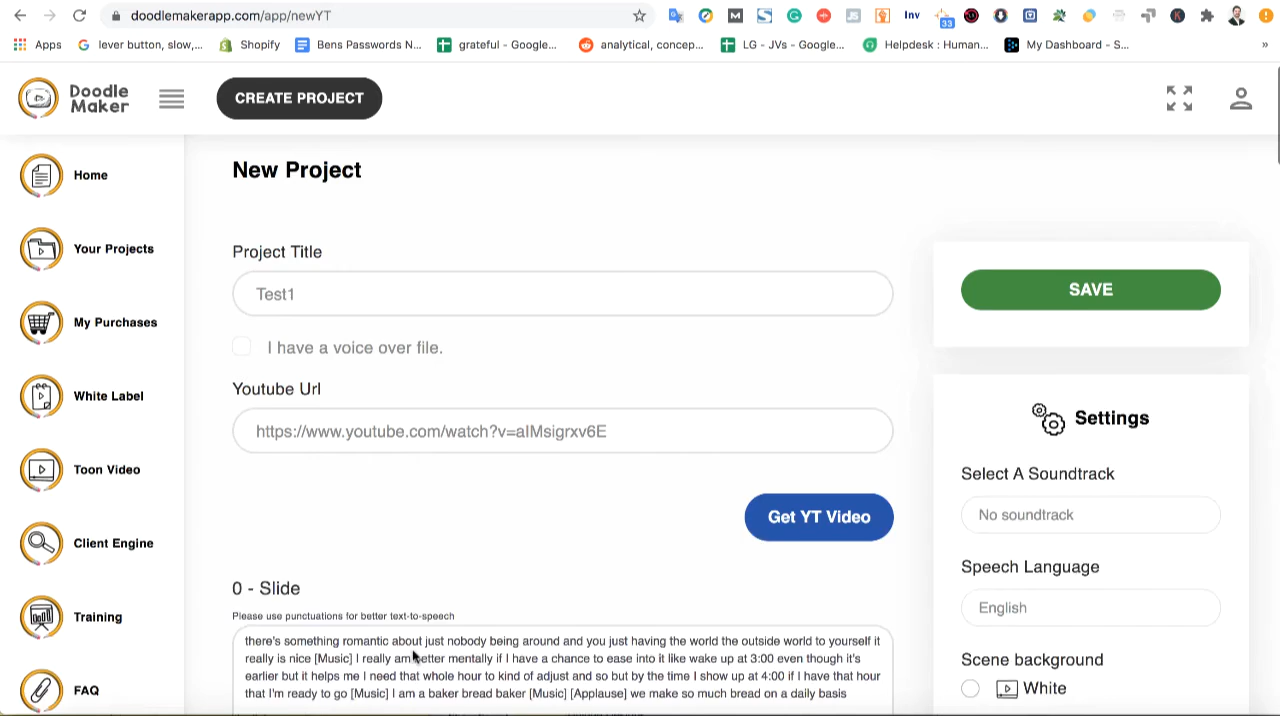 doodlemakerapp.com/app/newYT
Inv
33
Apps
lever button, slow,...
Shopify
Bens Passwords N...
grateful - Google...
analytical, concep...
LG - JVs - Google...
Helpdesk : Human...
My Dashboard - S...
»
Doodle
Maker
CREATE PROJECT
Home
Your Projects
My Purchases
White Label
Toon Video
Client Engine
Training
FAQ
New Project
Project Title
Test1
I have a voice over file.
Youtube Url
https://www.youtube.com/watch?v=aIMsigrxv6E
Get YT Video
0 - Slide
Please use punctuations for better text-to-speech
there's something romantic about just nobody being around and you just having the world the outside world to yourself it
really is nice [Music] I really am better mentally if I have a chance to ease into it like wake up at 3:00 even though it's
earlier but it helps me I need that whole hour to kind of adjust and so but by the time I show up at 4:00 if I have that hour
that I'm ready to go [Music] I am a baker bread baker [Music] [Applause] we make so much bread on a daily basis
SAVE
Settings
Select A Soundtrack
No soundtrack
Speech Language
English
Scene background
White